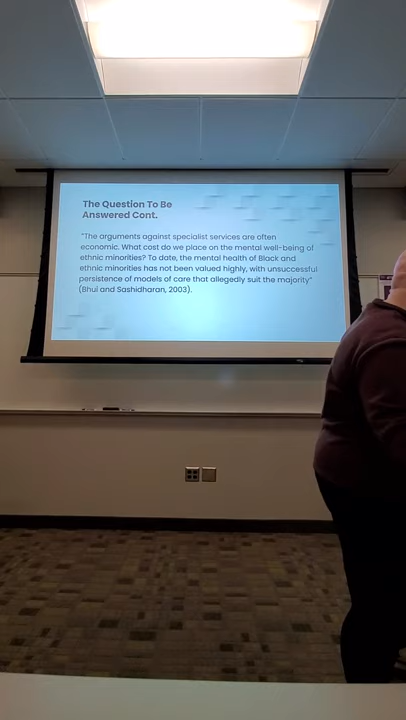 The Question To Be
Answered Cont.
"The arguments against specialist services are often
economic. What cost do we place on the mental well-being of
ethnic minorities? To date, the mental health of Black and
ethnic minorities has not been valued highly, with unsuccessful
persistence of models of care that allegedly suit the majority"
(Bhui and Sashidharan, 2003).